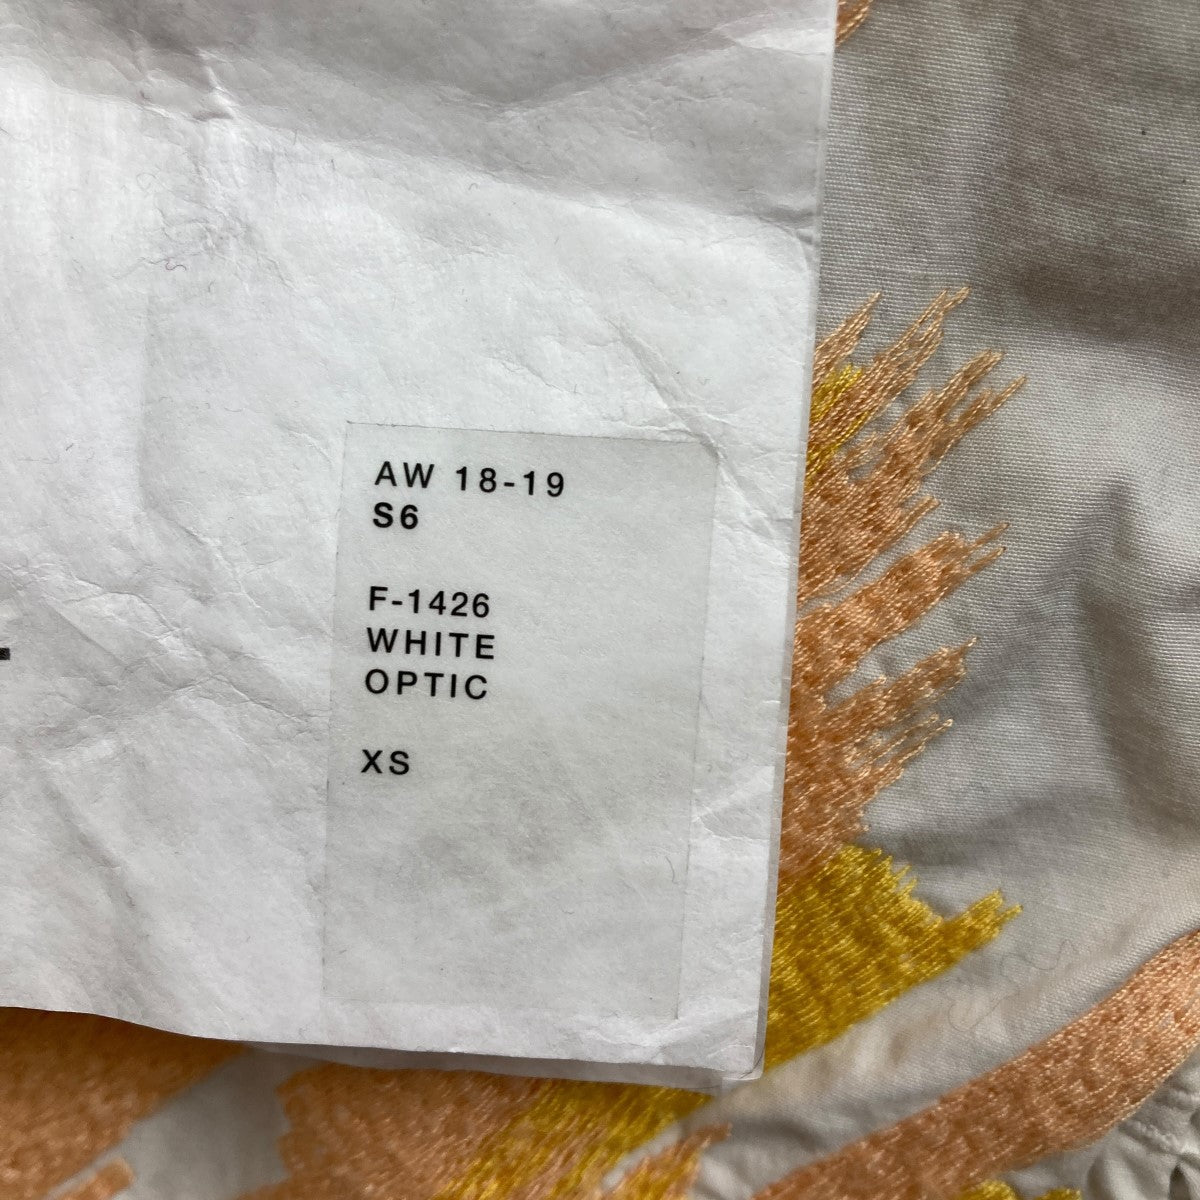 AW 18-19
S6
F-1426
WHITE
OPTIC
XS